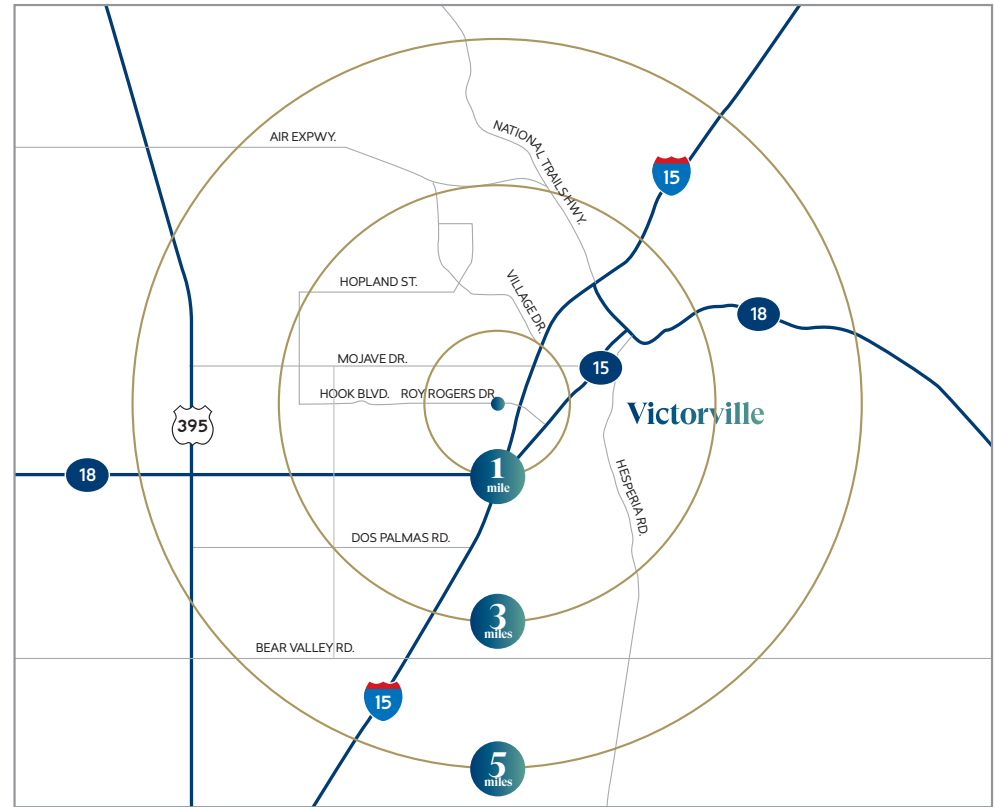 AIR EXPWY.
NATIONAL TRAILS HWY.
15
HOPLAND ST.
VILLAGE DR.
18
MOJAVE DR.
15
HOOK BLVD.
ROY ROGERS DR.
Victorville
395
18
1
mile
HESPERIA RD.
DOS PALMAS RD.
3
miles
BEAR VALLEY RD.
15
5
miles